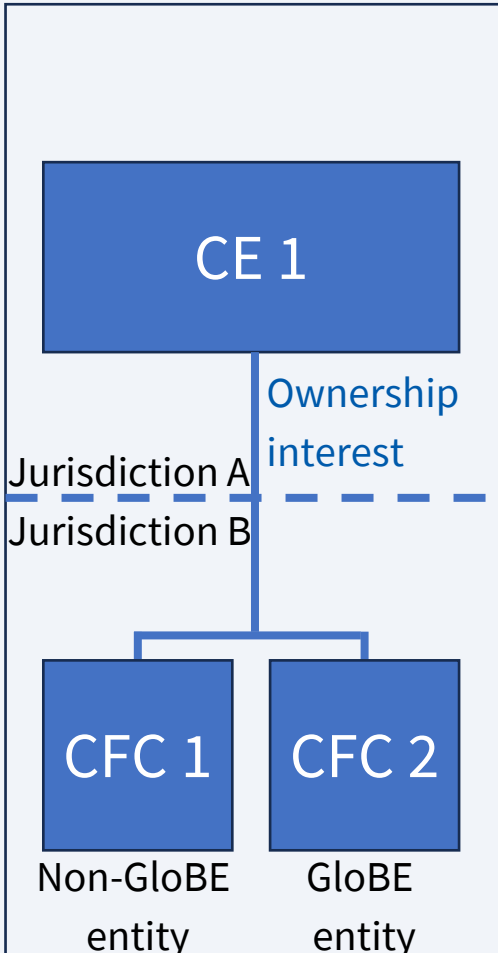 CE 1
Ownership
interest
Jurisdiction A
Jurisdiction B
CFC 1
CFC 2
Non-GloBE
entity
GloBE
entity